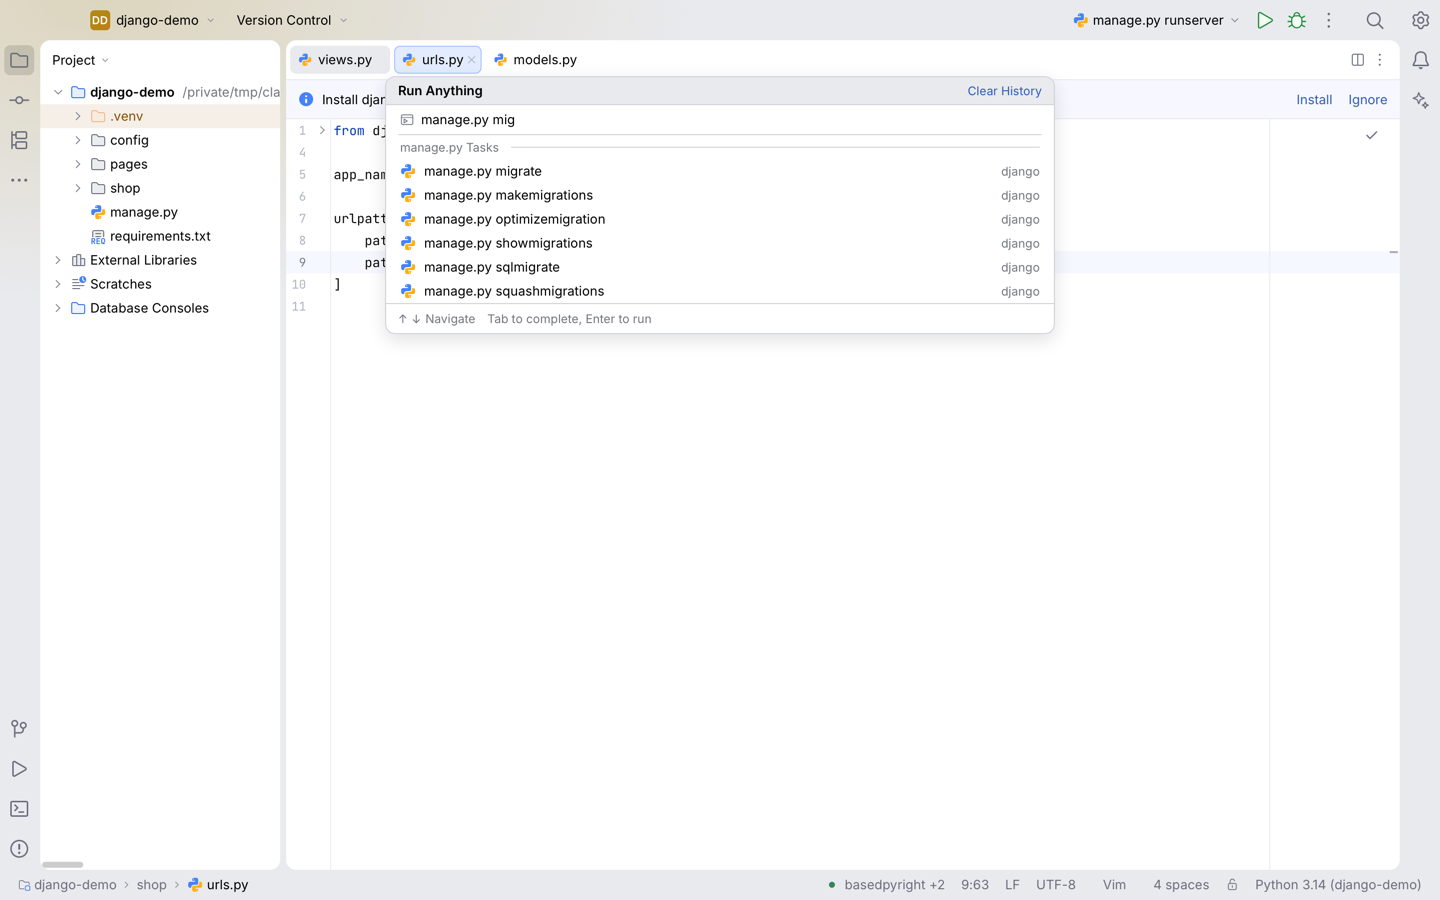 DD django-demo Version Control manage.py runserver
Project
views.py urls.py models.py
django-demo /private/tmp/cla
.venv
config
pages
shop
manage.py
REQ requirements.txt
External Libraries
Scratches
Database Consoles
Install Install Ignore
Run Anything Clear History
manage.py mig
manage.py Tasks
manage.py migrate django
manage.py makemigrations django
manage.py optimizemigration django
manage.py showmigrations django
manage.py sqlmigrate django
manage.py squashmigrations django
↑ ↓ Navigate Tab to complete, Enter to run
1 from dj
4
5 app_nam
6
7 urlpatt
8 pat
9 pat
10 ]
11
django-demo › shop › urls.py
basedpyright +2 9:63 LF UTF-8 Vim 4 spaces Python 3.14 (django-demo)